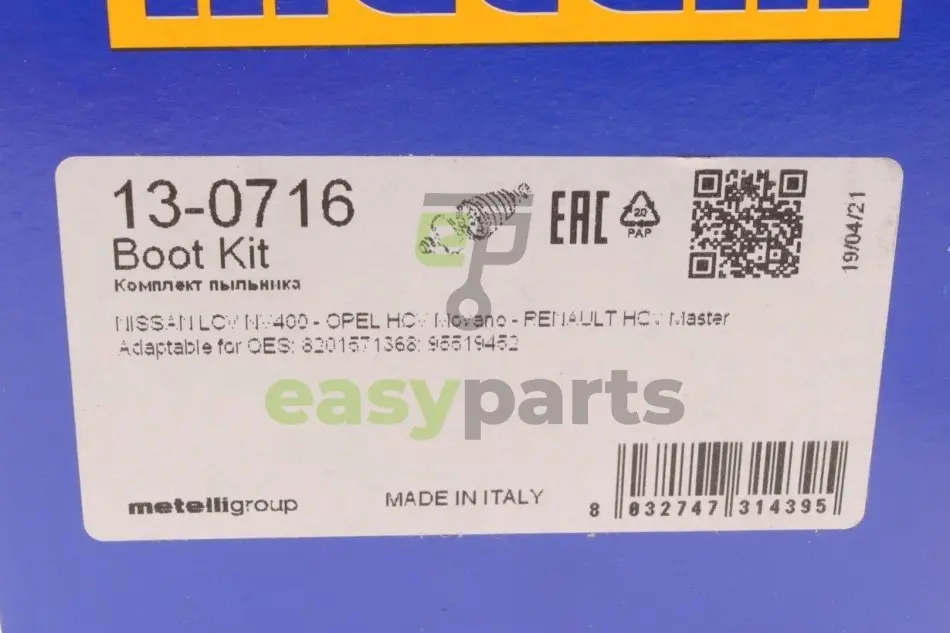 13-0716
EAC
20
PAP
19/04/21
Boot Kit
Комплект пыльника
NISSAN LCV NV400 - OPEL HCV Movano - RENAULT HCV Master
Adaptable for OES: 8201571368; 95519452
easyparts
metelligroup
MADE IN ITALY
8 032747 314395